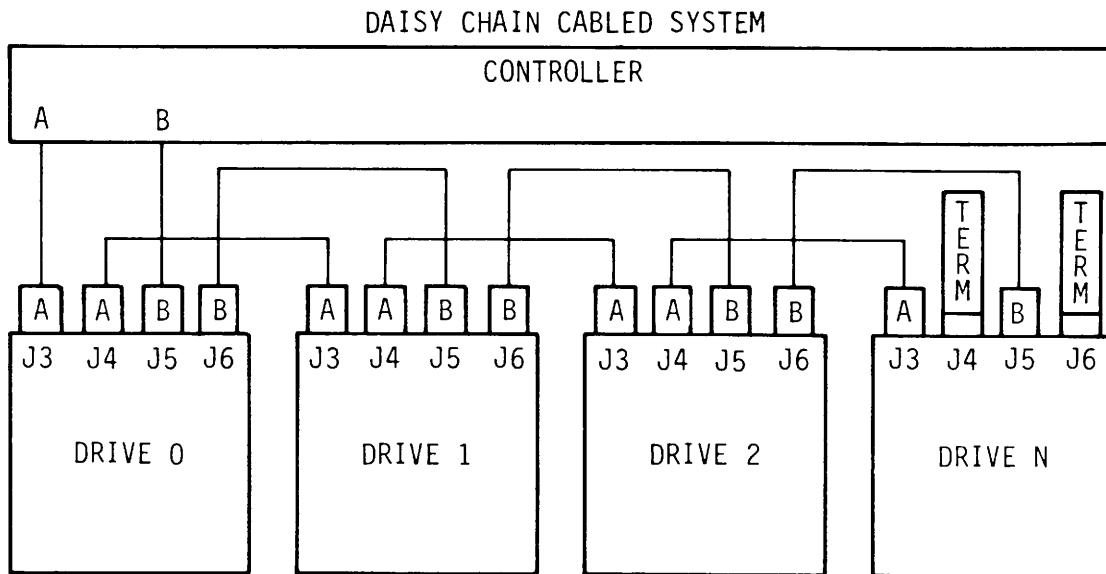 DAISY CHAIN CABLED SYSTEM
CONTROLLER
A B
A A B B A A B B A A B B A TERM B TERM
J3 J4 J5 J6 J3 J4 J5 J6 J3 J4 J5 J6 J3 J4 J5 J6
DRIVE 0 DRIVE 1 DRIVE 2 DRIVE N